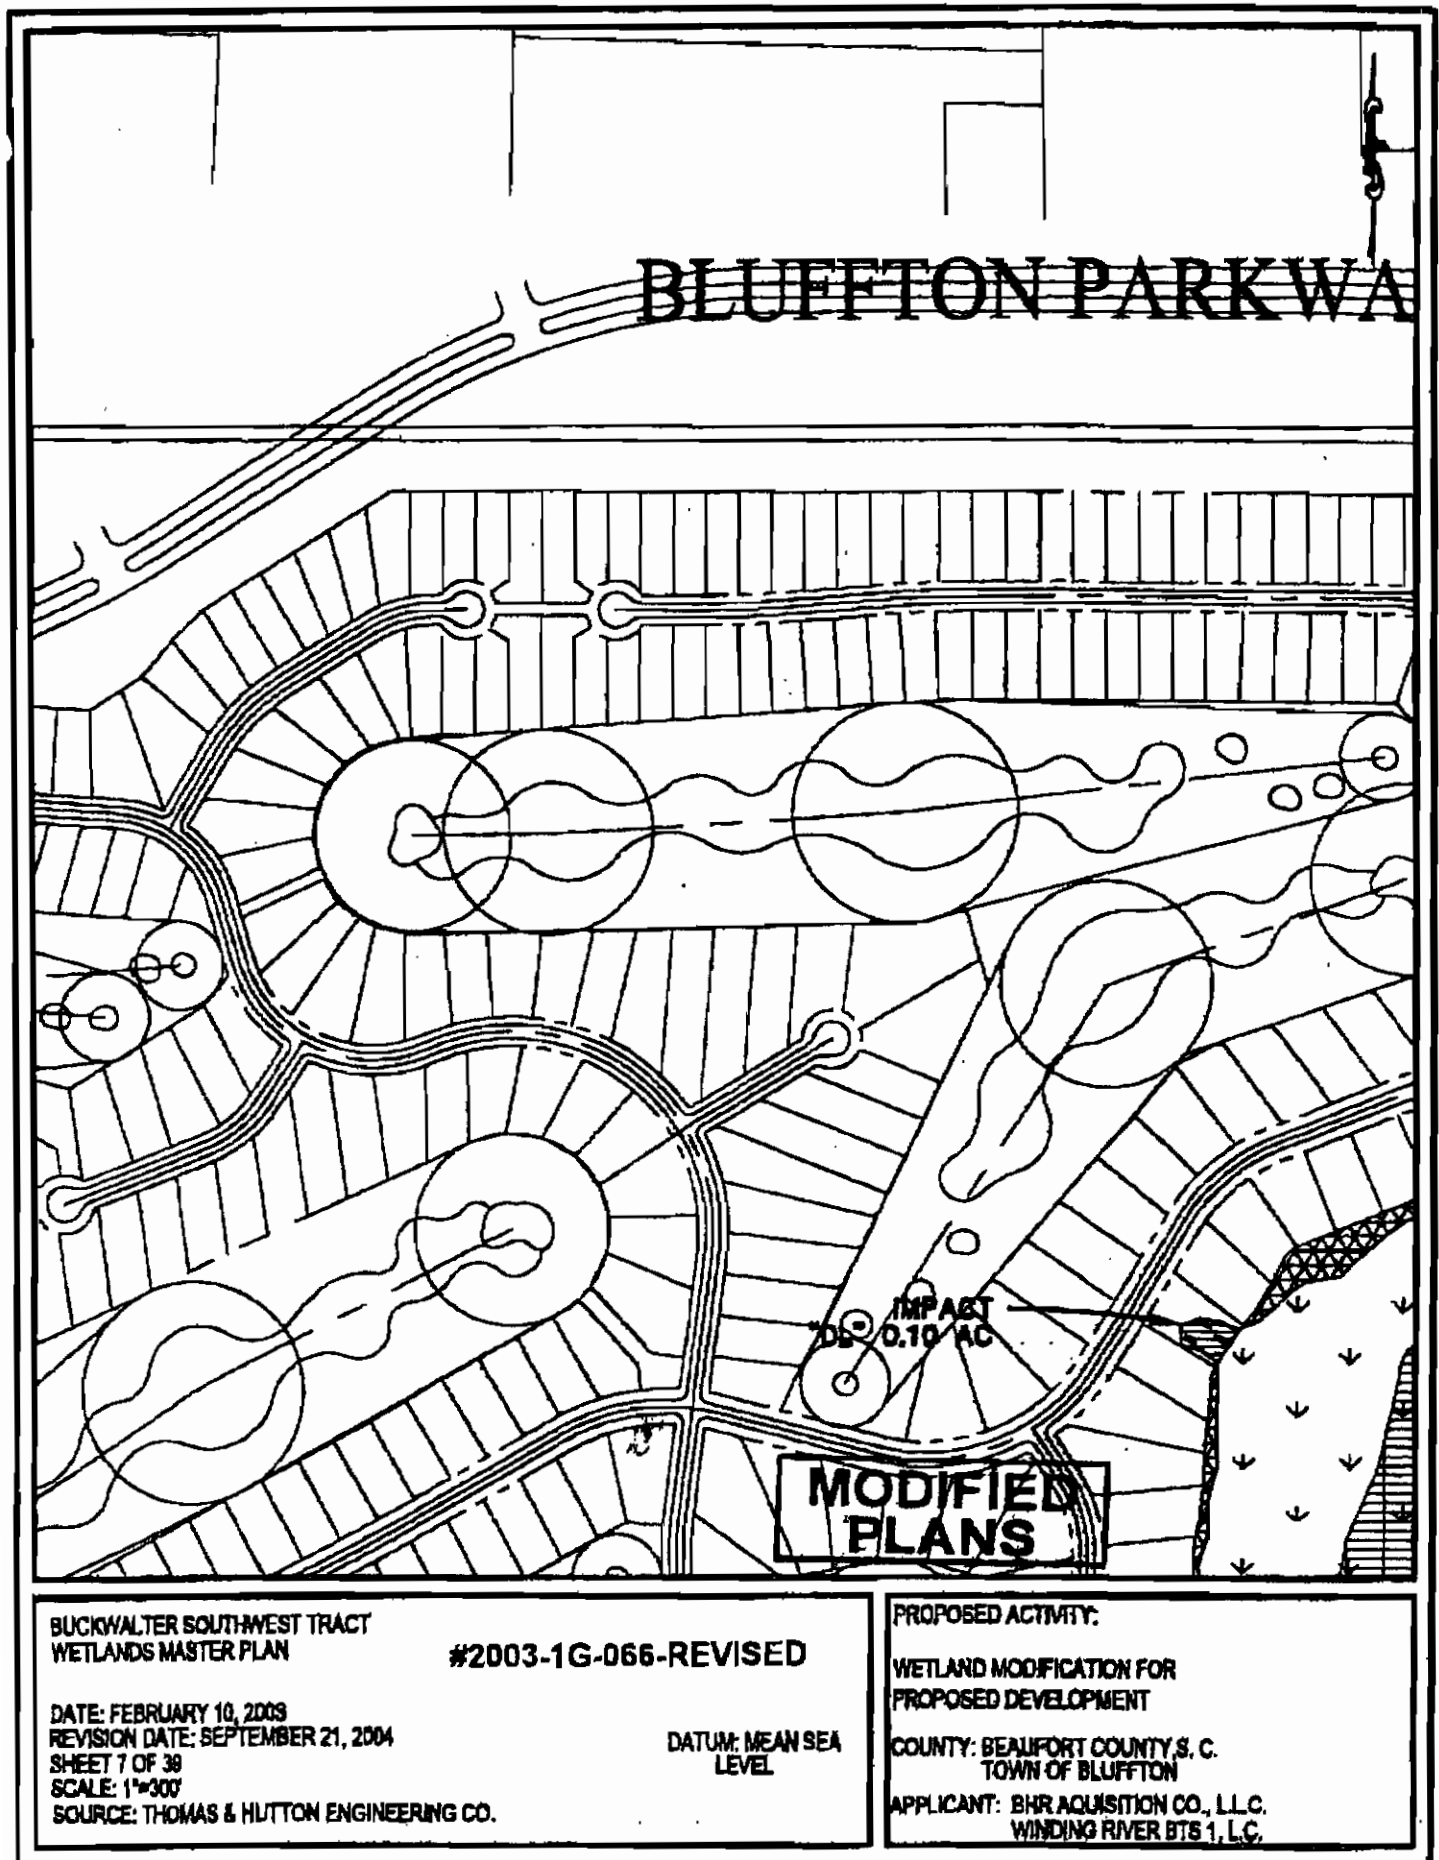 BLUFFTON PARKWA
IMPACT
0.10 AC
MODIFIED
PLANS
BUCKWALTER SOUTHWEST TRACT
WETLANDS MASTER PLAN
#2003-1G-066-REVISED
DATE: FEBRUARY 10, 2003
REVISION DATE: SEPTEMBER 21, 2004
SHEET 7 OF 39
SCALE: 1"=300'
SOURCE: THOMAS & HUTTON ENGINEERING CO.
DATUM: MEAN SEA
LEVEL
PROPOSED ACTIVITY:
WETLAND MODIFICATION FOR
PROPOSED DEVELOPMENT
COUNTY: BEAUFORT COUNTY, S. C.
TOWN OF BLUFFTON
APPLICANT: BHR AQUISITION CO., L.L.C.
WINDING RIVER BTS 1, L.C.